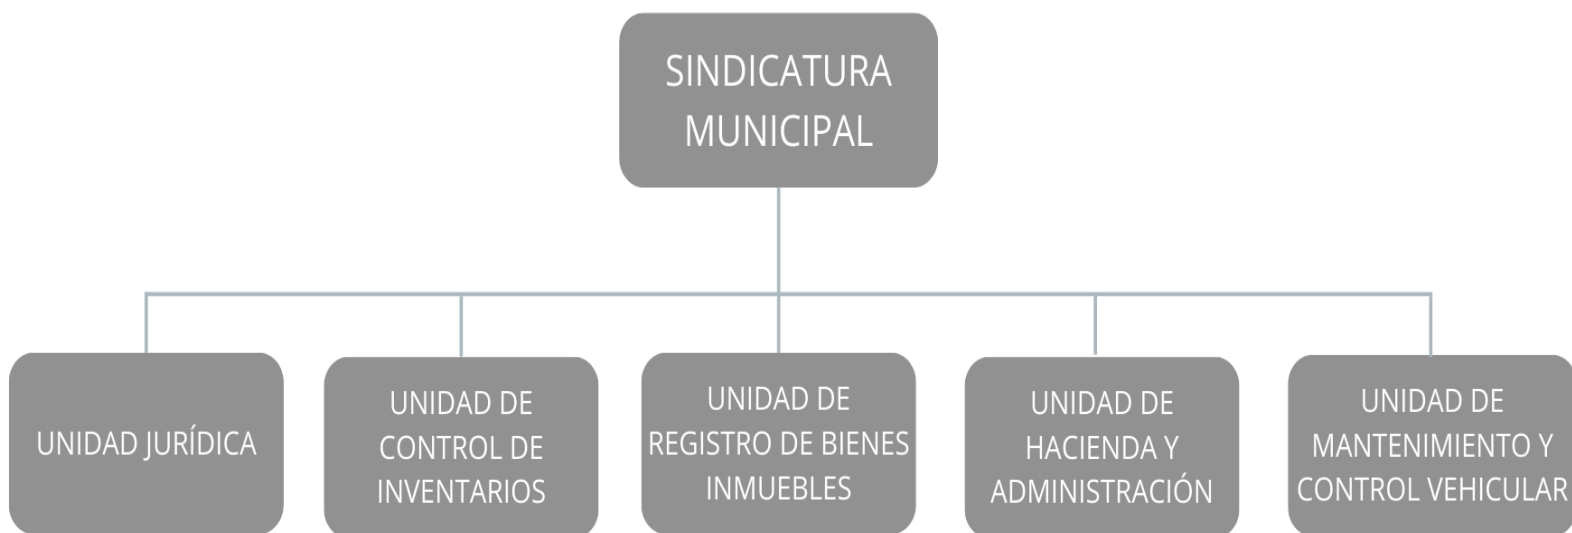 SINDICATURA
MUNICIPAL
UNIDAD JURÍDICA
UNIDAD DE
CONTROL DE
INVENTARIOS
UNIDAD DE
REGISTRO DE BIENES
INMUEBLES
UNIDAD DE
HACIENDA Y
ADMINISTRACIÓN
UNIDAD DE
MANTENIMIENTO Y
CONTROL VEHICULAR